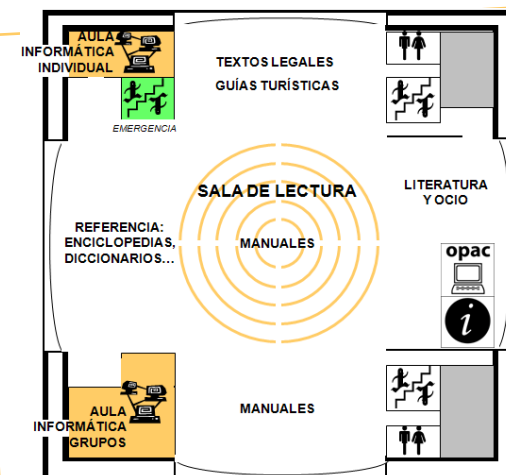 AULA
INFORMÁTICA
INDIVIDUAL
EMERGENCIA
TEXTOS LEGALES
GUÍAS TURÍSTICAS
SALA DE LECTURA
MANUALES
LITERATURA
Y OCIO
REFERENCIA:
ENCICLOPEDIAS,
DICCIONARIOS...
opac
i
AULA
INFORMÁTICA
GRUPOS
MANUALES